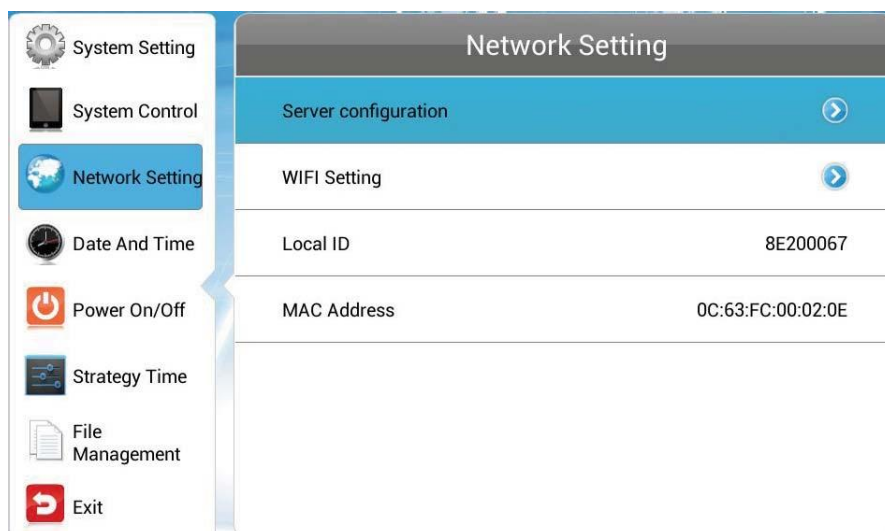 System Setting
System Control
Network Setting
Date And Time
Power On/Off
Strategy Time
File
Management
Exit
Network Setting
Server configuration
WIFI Setting
Local ID 8E200067
MAC Address 0C:63:FC:00:02:0E